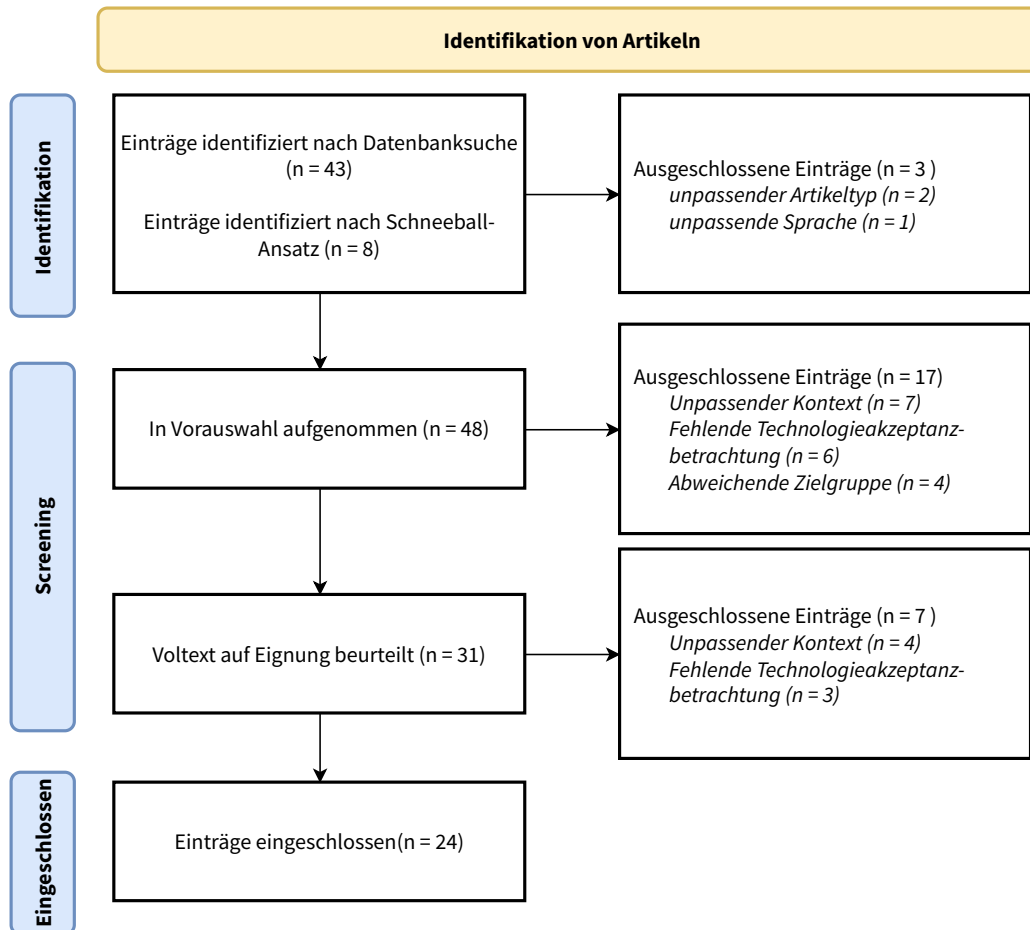 Identifikation von Artikeln
Identifikation
Einträge identifiziert nach Datenbanksuche
(n = 43)
Einträge identifiziert nach Schneeball-
Ansatz (n = 8)
Ausgeschlossene Einträge (n = 3 )
unpassender Artikeltyp (n = 2)
unpassende Sprache (n = 1)
Screening
In Vorauswahl aufgenommen (n = 48)
Ausgeschlossene Einträge (n = 17)
Unpassender Kontext (n = 7)
Fehlende Technologieakzeptanz-
betrachtung (n = 6)
Abweichende Zielgruppe (n = 4)
Voltext auf Eignung beurteilt (n = 31)
Ausgeschlossene Einträge (n = 7 )
Unpassender Kontext (n = 4)
Fehlende Technologieakzeptanz-
betrachtung (n = 3)
Eingeschlossen
Einträge eingeschlossen(n = 24)